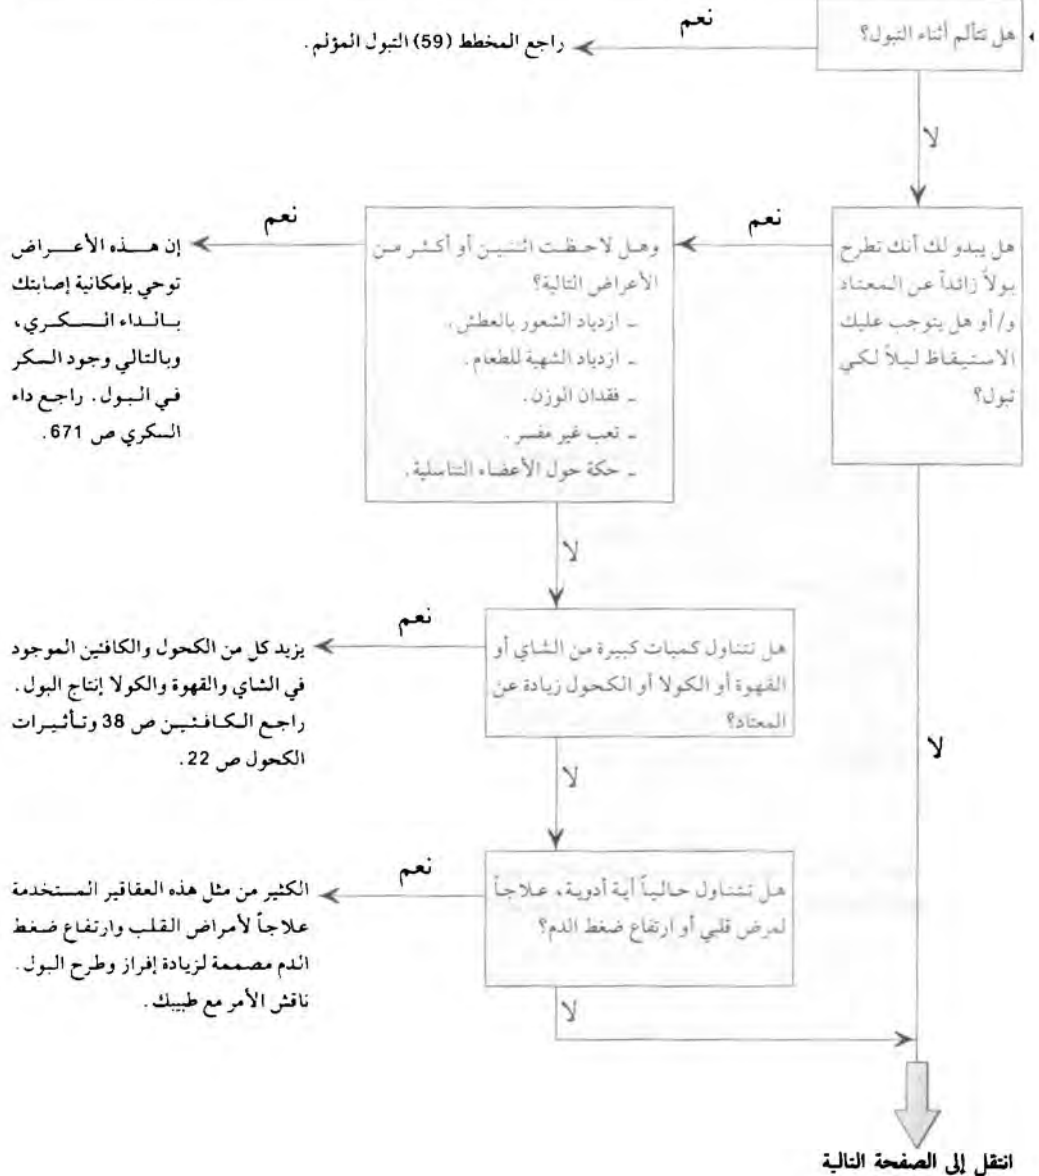 هل تتألم أثناء التبول؟
نعم
راجع المخطط (59) التبول المؤلم.
لا
هل يبدو لك أنك تطرح
بولاً زائداً عن المعتاد
و/أو هل يتوجب عليك
الاستيقاظ ليلاً لكي
تبول؟
نعم
وهل لاحظت اثنتين أو أكثر من
الأعراض التالية؟
ـ ازدياد الشعور بالعطش.
ـ ازدياد الشهية للطعام.
ـ فقدان الوزن.
ـ تعب غير مفسر.
ـ حكة حول الأعضاء التناسلية.
نعم
إن هذه الأعراض
توحي بإمكانية إصابتك
بالداء السكري،
وبالتالي وجود السكر
في البول. راجع داء
السكري ص 671.
لا
هل تتناول كميات كبيرة من الشاي أو
القهوة أو الكولا أو الكحول زيادة عن
المعتاد؟
نعم
يزيد كل من الكحول والكافئين الموجود
في الشاي والقهوة والكولا إنتاج البول.
راجع الكافئين ص 38 وتأثيرات
الكحول ص 22.
لا
لا
هل تتناول حالياً أية أدوية، علاجاً
لمرض قلبي أو ارتفاع ضغط الدم؟
نعم
الكثير من مثل هذه العقاقير المستخدمة
علاجاً لأمراض القلب وارتفاع ضغط
الدم مصممة لزيادة إفراز وطرح البول.
ناقش الأمر مع طبيبك.
لا
انتقل إلى الصفحة التالية